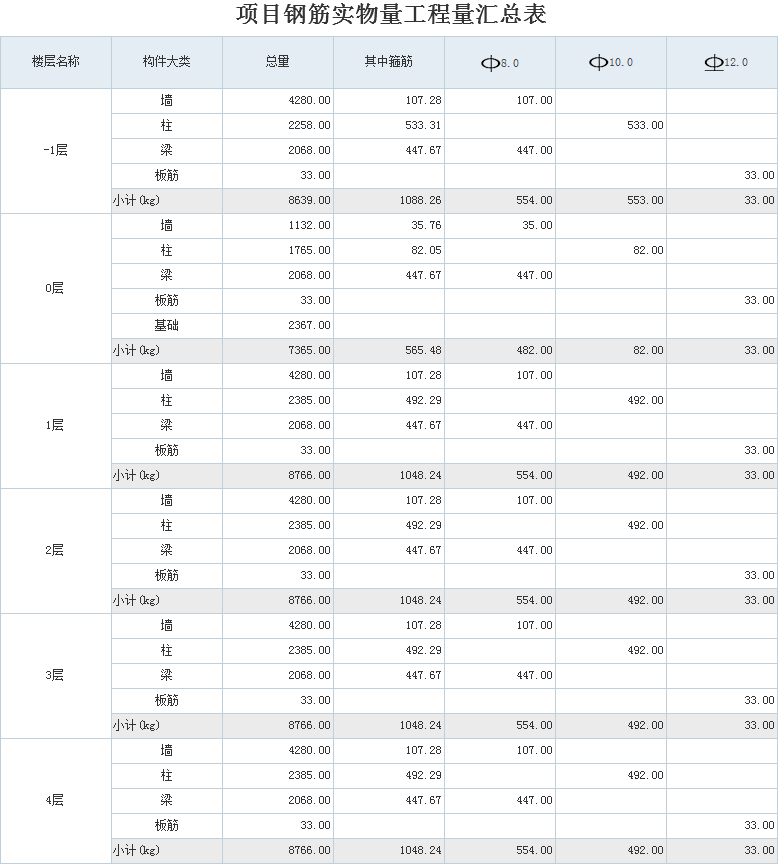 项目钢筋实物量工程量汇总表
楼层名称 构件大类 总量 其中箍筋 ф8.0 ф10.0 ф12.0
-1层
墙 4280.00 107.28 107.00
柱 2258.00 533.31 533.00
梁 2068.00 447.67 447.00
板筋 33.00 33.00
小计(kg) 8639.00 1088.26 554.00 553.00 33.00
0层
墙 1132.00 35.76 35.00
柱 1765.00 82.05 82.00
梁 2068.00 447.67 447.00
板筋 33.00 33.00
基础 2367.00
小计(kg) 7365.00 565.48 482.00 82.00 33.00
1层
墙 4280.00 107.28 107.00
柱 2385.00 492.29 492.00
梁 2068.00 447.67 447.00
板筋 33.00 33.00
小计(kg) 8766.00 1048.24 554.00 492.00 33.00
2层
墙 4280.00 107.28 107.00
柱 2385.00 492.29 492.00
梁 2068.00 447.67 447.00
板筋 33.00 33.00
小计(kg) 8766.00 1048.24 554.00 492.00 33.00
3层
墙 4280.00 107.28 107.00
柱 2385.00 492.29 492.00
梁 2068.00 447.67 447.00
板筋 33.00 33.00
小计(kg) 8766.00 1048.24 554.00 492.00 33.00
4层
墙 4280.00 107.28 107.00
柱 2385.00 492.29 492.00
梁 2068.00 447.67 447.00
板筋 33.00 33.00
小计(kg) 8766.00 1048.24 554.00 492.00 33.00